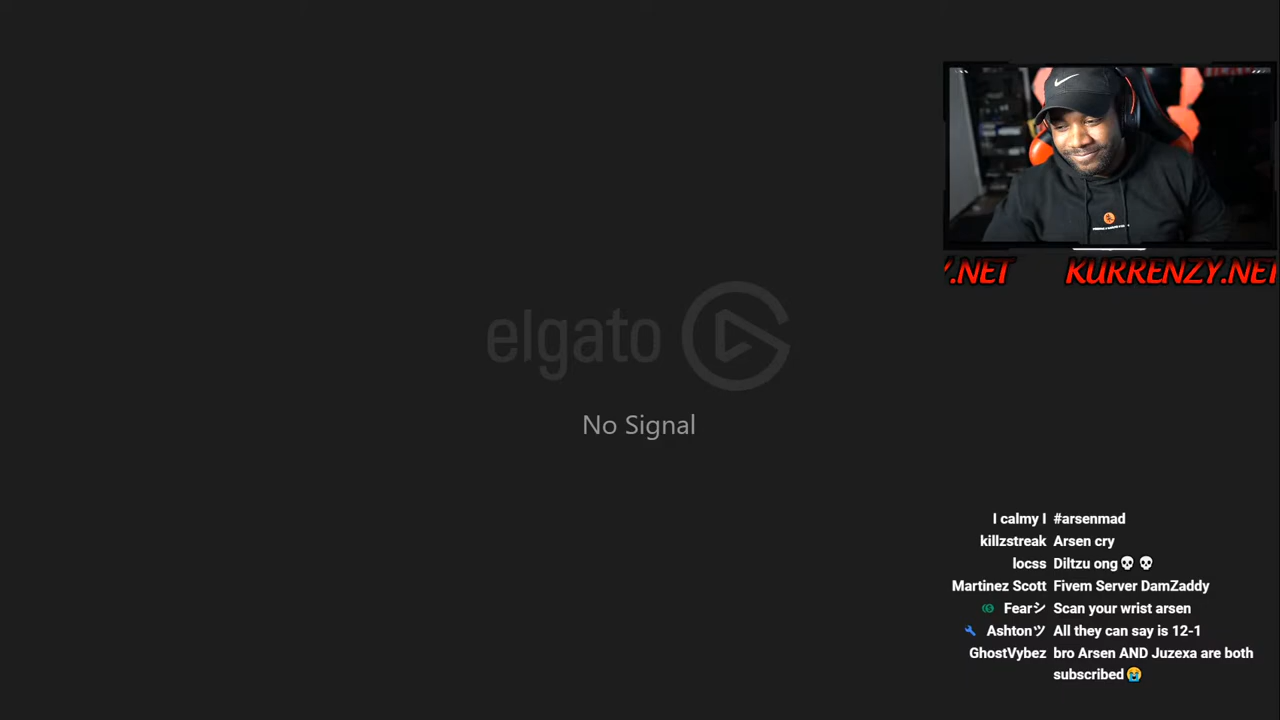 .NET KURRENZY.NET
elgato
No Signal
I calmy I #arsenmad
killzstreak Arsen cry
locss Diltzu ong💀💀
Martinez Scott Fivem Server DamZaddy
Fearシ Scan your wrist arsen
Ashtonツ All they can say is 12-1
GhostVybez bro Arsen AND Juzexa are both
subscribed😭